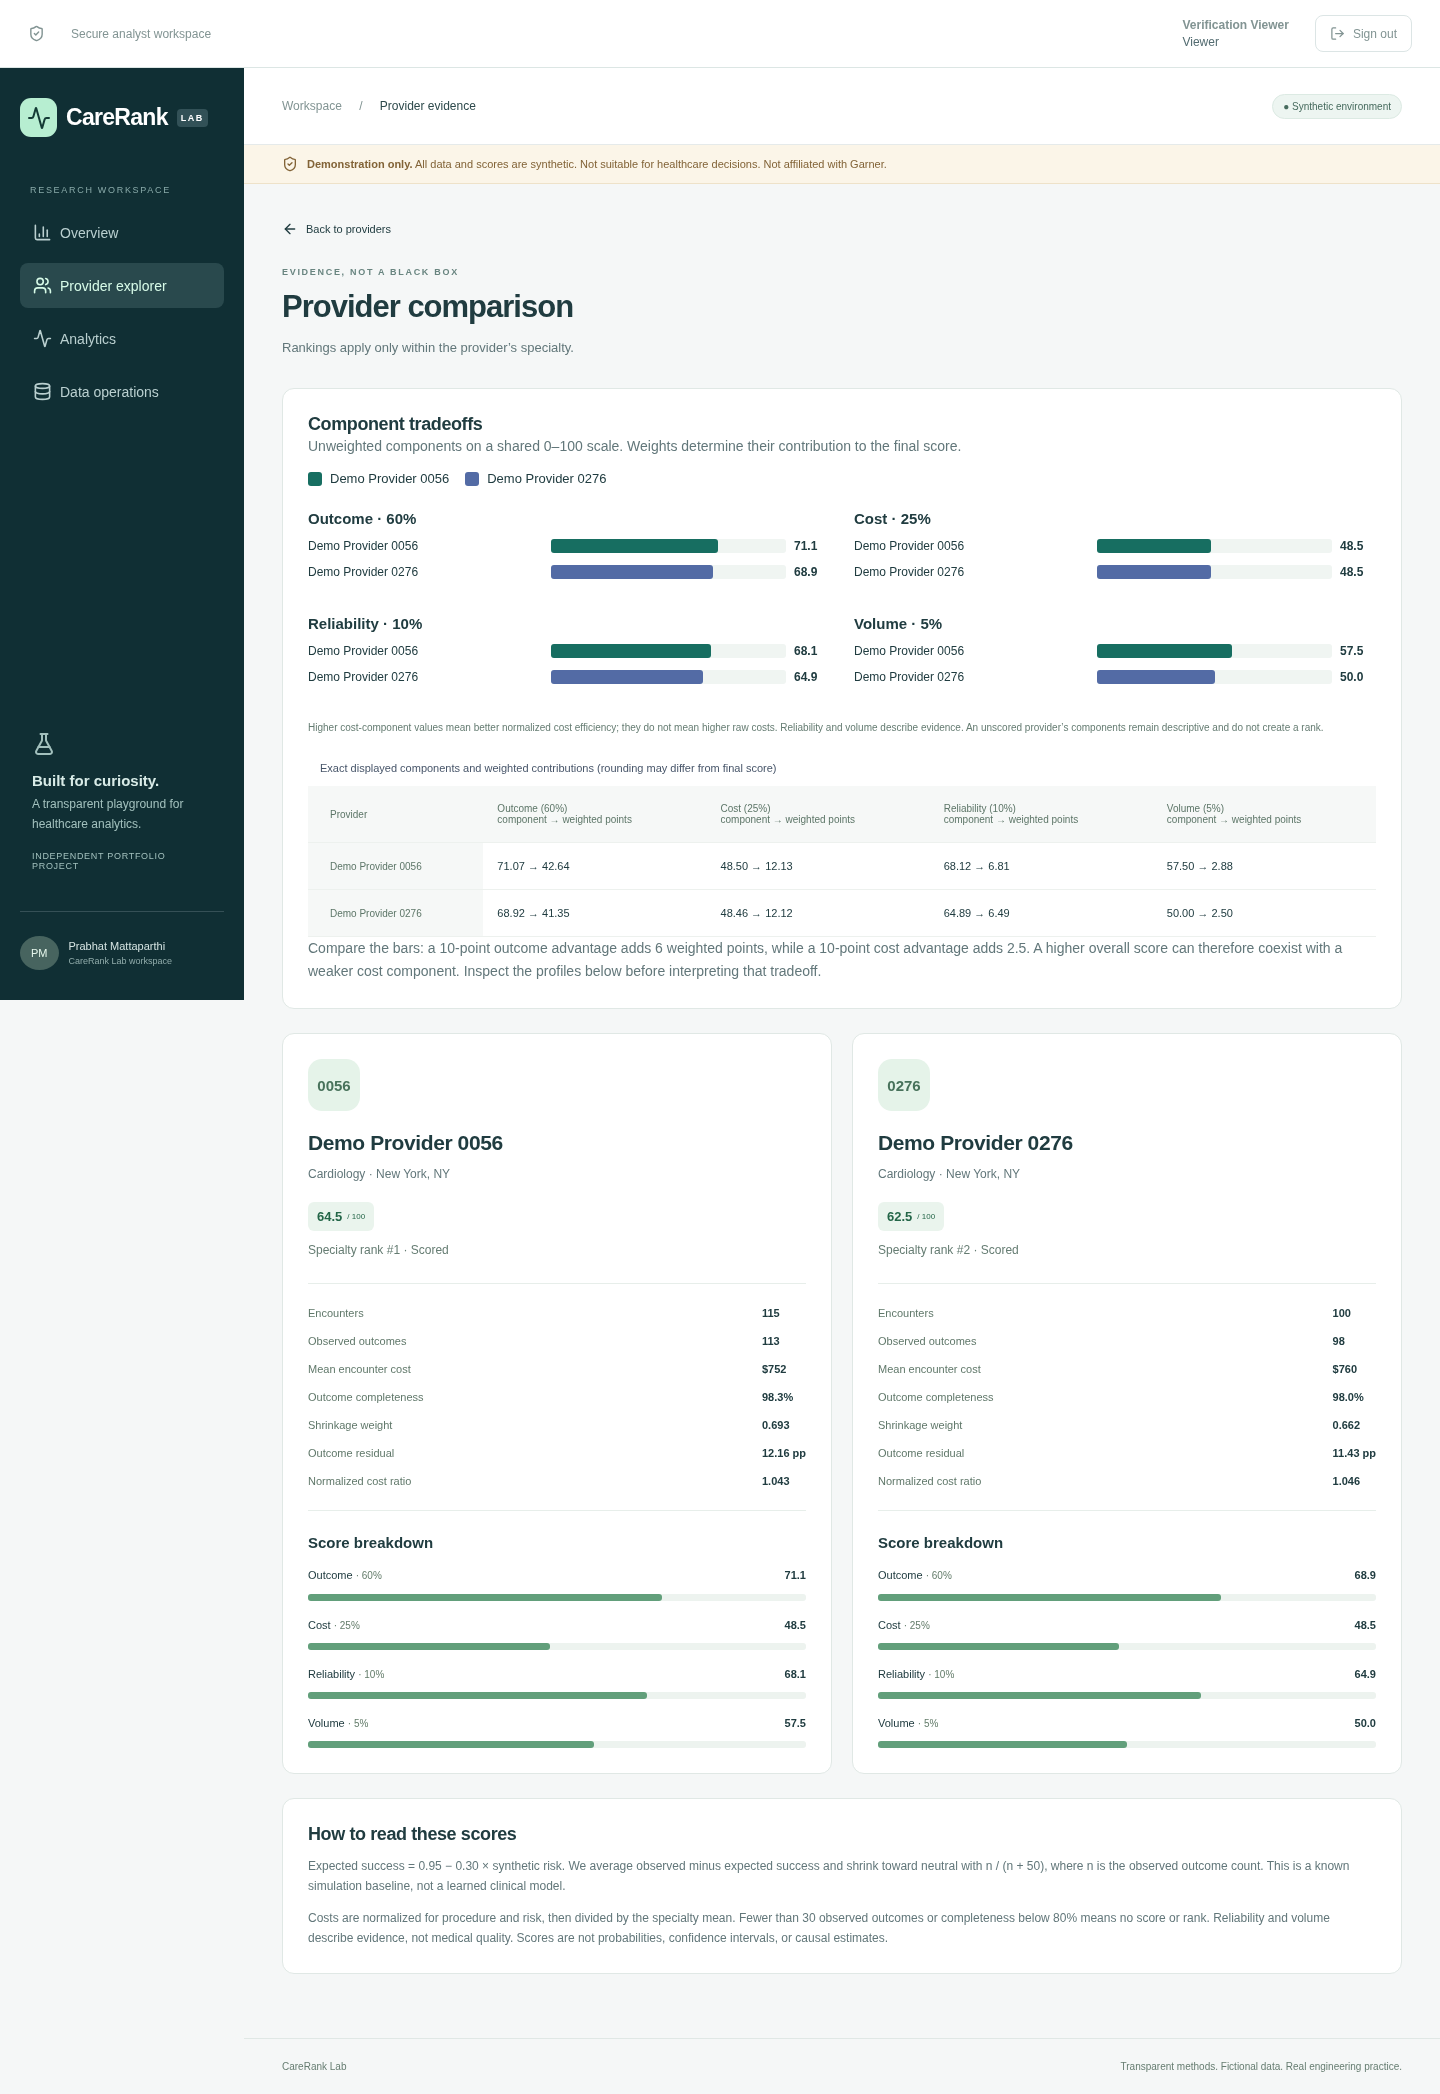 Secure analyst workspace
Verification Viewer
Viewer
Sign out
CareRank LAB
Workspace / Provider evidence
● Synthetic environment
Demonstration only. All data and scores are synthetic. Not suitable for healthcare decisions. Not affiliated with Garner.
RESEARCH WORKSPACE
Overview
Provider explorer
Analytics
Data operations
Built for curiosity.
A transparent playground for
healthcare analytics.
INDEPENDENT PORTFOLIO
PROJECT
PM
Prabhat Mattaparthi
CareRank Lab workspace
Back to providers
EVIDENCE, NOT A BLACK BOX
Provider comparison
Rankings apply only within the provider’s specialty.
Component tradeoffs
Unweighted components on a shared 0–100 scale. Weights determine their contribution to the final score.
Demo Provider 0056 Demo Provider 0276
Outcome · 60%
Demo Provider 0056 71.1
Demo Provider 0276 68.9
Cost · 25%
Demo Provider 0056 48.5
Demo Provider 0276 48.5
Reliability · 10%
Demo Provider 0056 68.1
Demo Provider 0276 64.9
Volume · 5%
Demo Provider 0056 57.5
Demo Provider 0276 50.0
Higher cost-component values mean better normalized cost efficiency; they do not mean higher raw costs. Reliability and volume describe evidence. An unscored provider’s components remain descriptive and do not create a rank.
Exact displayed components and weighted contributions (rounding may differ from final score)
Provider
Outcome (60%)
component → weighted points
Cost (25%)
component → weighted points
Reliability (10%)
component → weighted points
Volume (5%)
component → weighted points
Demo Provider 0056 71.07 → 42.64 48.50 → 12.13 68.12 → 6.81 57.50 → 2.88
Demo Provider 0276 68.92 → 41.35 48.46 → 12.12 64.89 → 6.49 50.00 → 2.50
Compare the bars: a 10-point outcome advantage adds 6 weighted points, while a 10-point cost advantage adds 2.5. A higher overall score can therefore coexist with a
weaker cost component. Inspect the profiles below before interpreting that tradeoff.
0056
Demo Provider 0056
Cardiology · New York, NY
64.5 / 100
Specialty rank #1 · Scored
Encounters 115
Observed outcomes 113
Mean encounter cost $752
Outcome completeness 98.3%
Shrinkage weight 0.693
Outcome residual 12.16 pp
Normalized cost ratio 1.043
Score breakdown
Outcome · 60% 71.1
Cost · 25% 48.5
Reliability · 10% 68.1
Volume · 5% 57.5
0276
Demo Provider 0276
Cardiology · New York, NY
62.5 / 100
Specialty rank #2 · Scored
Encounters 100
Observed outcomes 98
Mean encounter cost $760
Outcome completeness 98.0%
Shrinkage weight 0.662
Outcome residual 11.43 pp
Normalized cost ratio 1.046
Score breakdown
Outcome · 60% 68.9
Cost · 25% 48.5
Reliability · 10% 64.9
Volume · 5% 50.0
How to read these scores
Expected success = 0.95 − 0.30 × synthetic risk. We average observed minus expected success and shrink toward neutral with n / (n + 50), where n is the observed outcome count. This is a known
simulation baseline, not a learned clinical model.
Costs are normalized for procedure and risk, then divided by the specialty mean. Fewer than 30 observed outcomes or completeness below 80% means no score or rank. Reliability and volume
describe evidence, not medical quality. Scores are not probabilities, confidence intervals, or causal estimates.
CareRank Lab
Transparent methods. Fictional data. Real engineering practice.